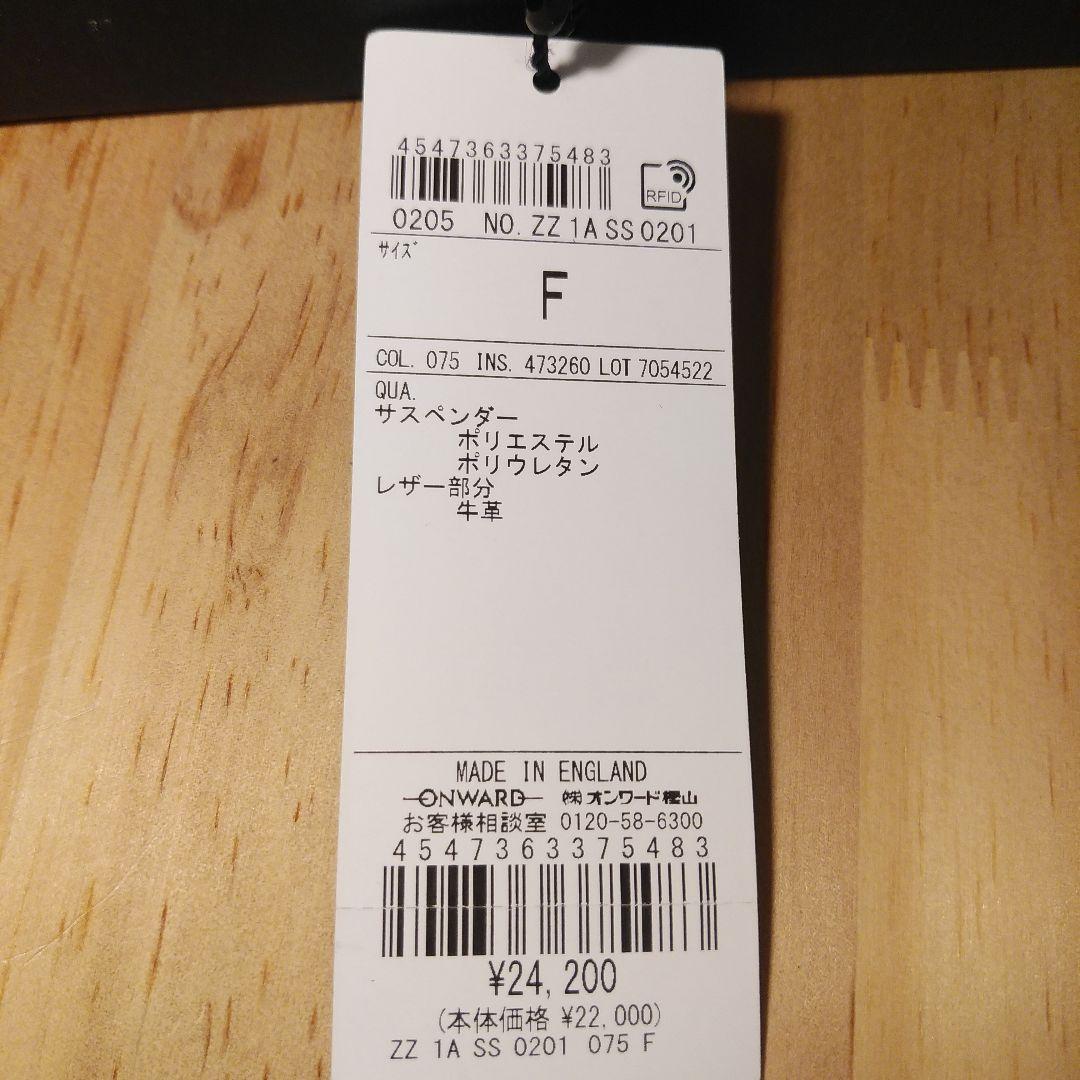 4547363375483
RFID
0205 NO. ZZ 1A SS 0201
サイズ
F
COL. 075 INS. 473260 LOT 7054522
QUA.
サスペンダー
ポリエステル
ポリウレタン
レザー部分
牛革
MADE IN ENGLAND
ONWARD ㈱オンワード樫山
お客様相談室 0120-58-6300
4547363375483
¥24,200
(本体価格 ¥22,000)
ZZ 1A SS 0201 075 F